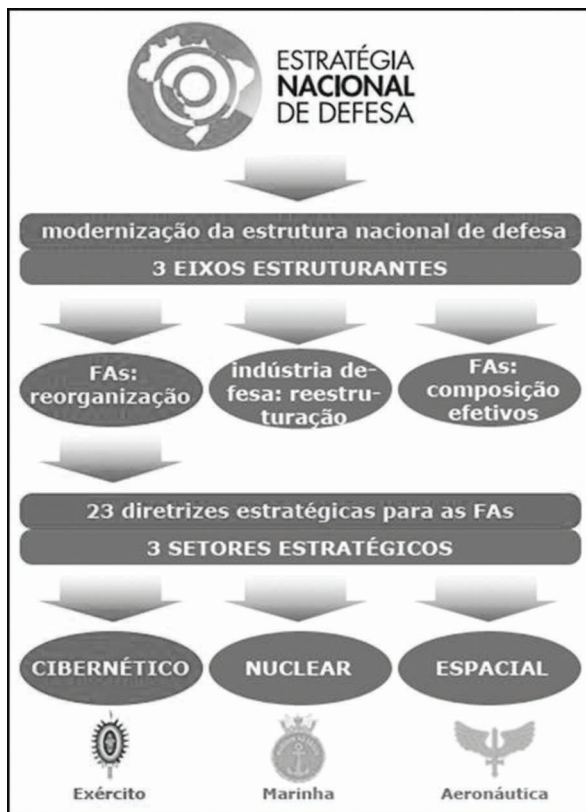 ESTRATÉGIA
NACIONAL
DE DEFESA
modernização da estrutura nacional de defesa
3 EIXOS ESTRUTURANTES
FAs:
reorganização
indústria de-
fesa: reestru-
turação
FAs:
composição
efetivos
23 diretrizes estratégicas para as FAs
3 SETORES ESTRATÉGICOS
CIBERNÉTICO
NUCLEAR
ESPACIAL
Exército
Marinha
Aeronáutica